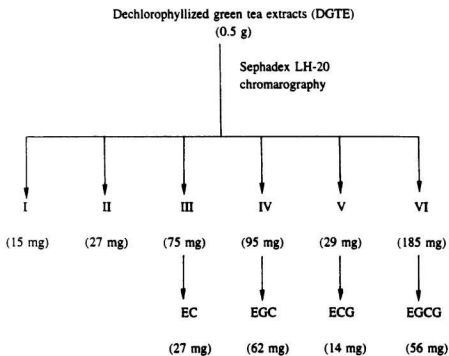 Dechlorophyllized green tea extracts (DGTE)
(0.5 g)
Sephadex LH-20
chromarography
I II III IV V VI
(15 mg) (27 mg) (75 mg) (95 mg) (29 mg) (185 mg)
EC EGC ECG EGCG
(27 mg) (62 mg) (14 mg) (56 mg)